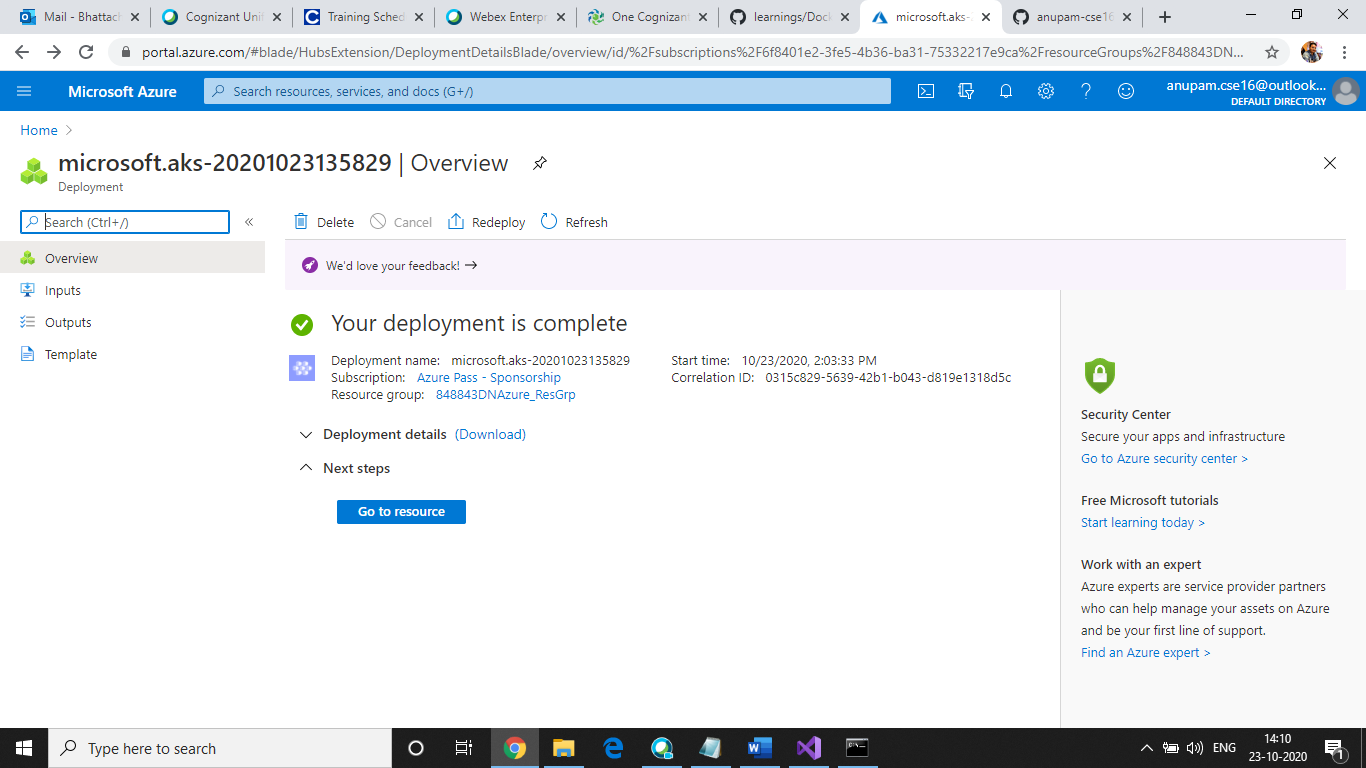 Mail - Bhattach
Cognizant Unif
Training Sched
Webex Enterpr
One Cognizant
learnings/Dock
microsoft.aks-
anupam-cse16
portal.azure.com/#blade/HubsExtension/DeploymentDetailsBlade/overview/id/%2Fsubscriptions%2F6f8401e2-3fe5-4b36-ba31-75332217e9ca%2FresourceGroups%2F848843DN...
Microsoft Azure
Search resources, services, and docs (G+/)
anupam.cse16@outlook...
DEFAULT DIRECTORY
Home
microsoft.aks-20201023135829 | Overview
Deployment
Search (Ctrl+/)
Delete
Cancel
Redeploy
Refresh
Overview
Inputs
Outputs
Template
We'd love your feedback! →
Your deployment is complete
Deployment name: microsoft.aks-20201023135829
Subscription: Azure Pass - Sponsorship
Resource group: 848843DNAzure_ResGrp
Start time: 10/23/2020, 2:03:33 PM
Correlation ID: 0315c829-5639-42b1-b043-d819e1318d5c
Deployment details (Download)
Next steps
Go to resource
Security Center
Secure your apps and infrastructure
Go to Azure security center >
Free Microsoft tutorials
Start learning today >
Work with an expert
Azure experts are service provider partners
who can help manage your assets on Azure
and be your first line of support.
Find an Azure expert >
Type here to search
ENG
14:10
23-10-2020
1